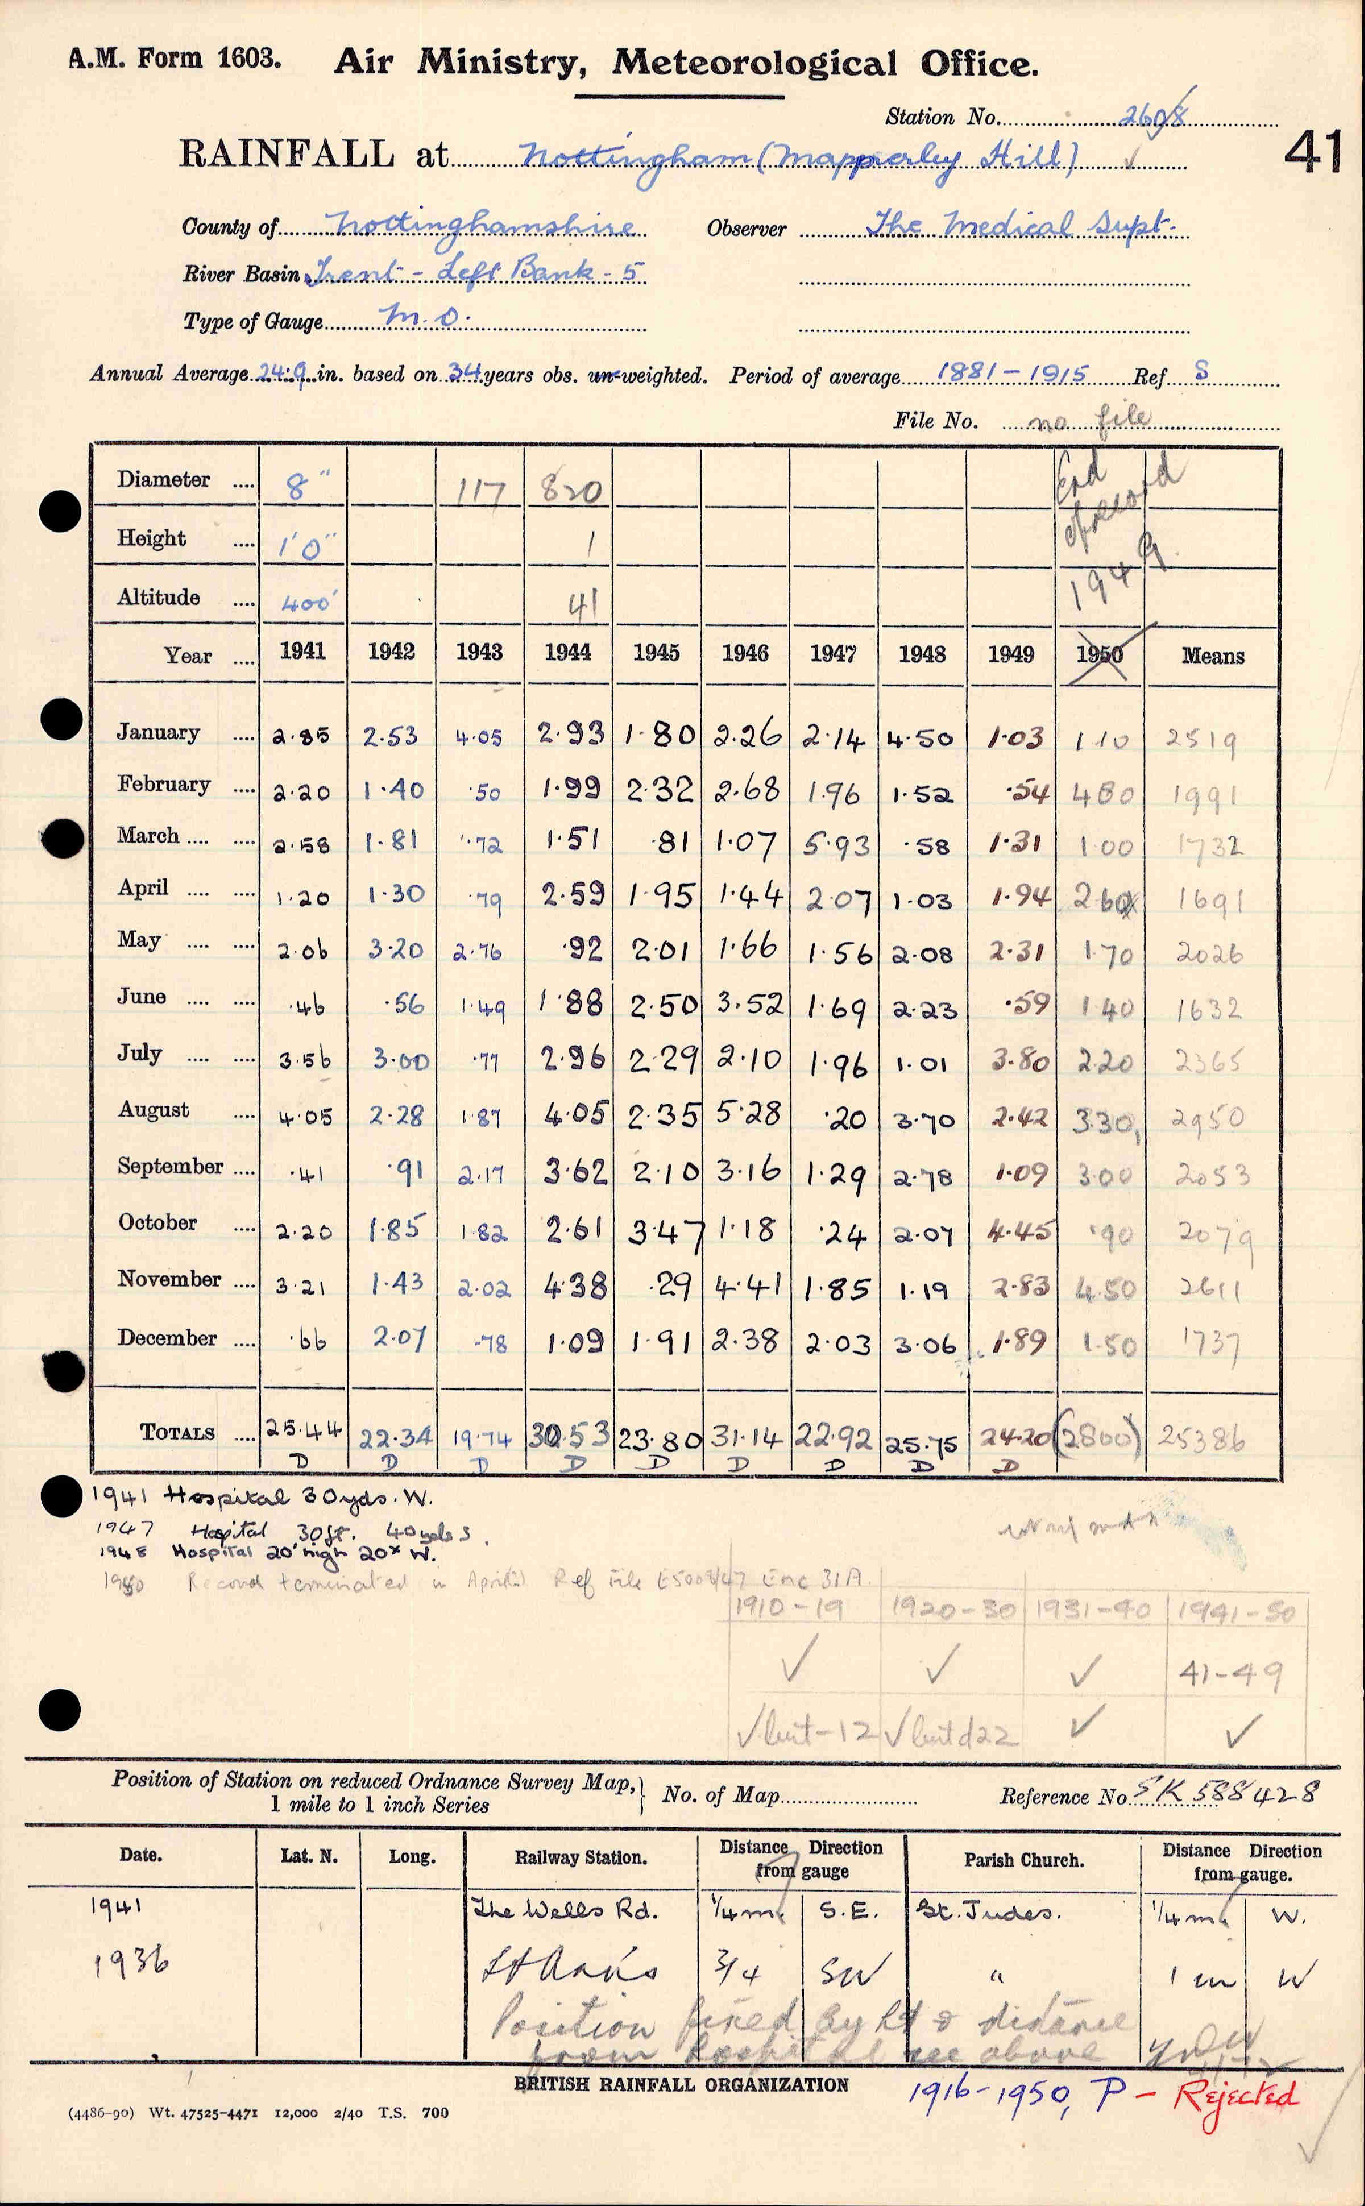 A.M. Form 1603. Air Ministry, Meteorological Office.
Station No. 2608
41
RAINFALL at Nottingham (Mapperley Hill) ✓
County of Nottinghamshire Observer The Medical Supt.
River Basin Trent - Left Bank - 5
Type of Gauge M.O.
Annual Average 24.9 in. based on 34 years obs. un-weighted. Period of average 1881-1915 Ref S
File No. no file
Diameter .... 8" 117 820 End of record 1949
Height .... 1'0" 1
Altitude .... 400' 41
Year .... 1941 1942 1943 1944 1945 1946 1947 1948 1949 1950 Means
January .... 2.85 2.53 4.05 2.93 1.80 2.26 2.14 4.50 1.03 1 10 2519
February .... 2.20 1.40 .50 1.99 2.32 2.68 1.96 1.52 .54 480 1991
March .... .... 2.58 1.81 .72 1.51 .81 1.07 5.93 .58 1.31 1.00 1732
April .... .... 1.20 1.30 .79 2.59 1.95 1.44 2.07 1.03 1.94 2.60 1691
May .... .... 2.06 3.20 2.76 .92 2.01 1.66 1.56 2.08 2.31 1.70 2026
June .... .... .46 .56 1.49 1.88 2.50 3.52 1.69 2.23 .59 1 40 1632
July .... .... 3.56 3.00 .77 2.96 2.29 2.10 1.96 1.01 3.80 2.20 2365
August .... 4.05 2.28 1.87 4.05 2.35 5.28 .20 3.70 2.42 3.30 2950
September .... .41 .91 2.17 3.62 2.10 3.16 1.29 2.78 1.09 3.00 2053
October .... 2.20 1.85 1.82 2.61 3.47 1.18 .24 2.07 4.45 .90 2079
November .... 3.21 1.43 2.02 4.38 .29 4.41 1.85 1.19 2.83 4.50 2611
December .... .66 2.07 .78 1.09 1.91 2.38 2.03 3.06 1.89 1.50 1737
TOTALS .... 25.44 22.34 19.74 30.53 23.80 31.14 22.92 25.75 24.20 (2800) 25386
D D D D D D D D D
1941 Hospital 30yds. W.
1947 Hospital 30ft. 40yds S.
1948 Hospital 20' high 20x W.
1950 Record terminated in April Ref File Enc 31A.
1910-19 1920-30 1931-40 1941-50
✓ ✓ ✓ 41-49
✓ but -12 ✓ but d22 ✓ ✓
Position of Station on reduced Ordnance Survey Map, 1 mile to 1 inch Series } No. of Map Reference No. SK 588428
Date. Lat. N. Long. Railway Station. Distance Direction from gauge Parish Church. Distance Direction from gauge.
1941 The Wells Rd. 1/4 m. S.E. St. Judes. 1/4 m. W.
1936 St Ann's 3/4 SW " 1 m W
Position fixed by ht & distance
from hospital see above
BRITISH RAINFALL ORGANIZATION
1916-1950, P - Rejected
(4486-90) Wt. 47525-4471 12,000 2/40 T.S. 700